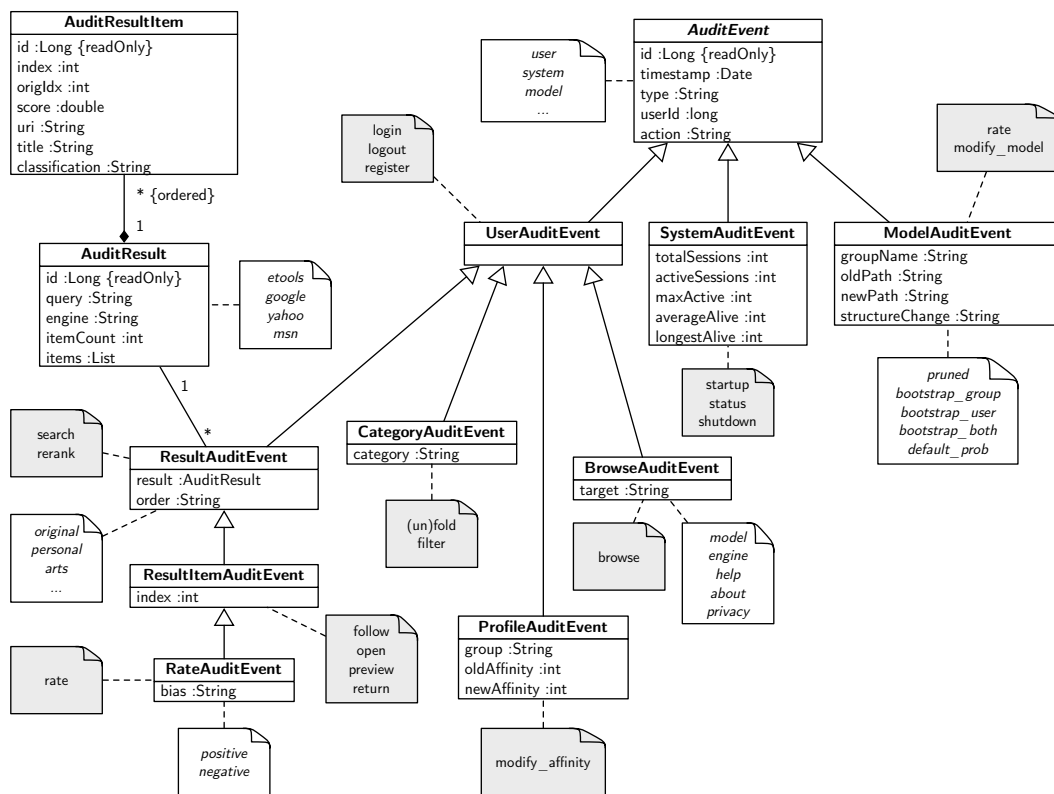 AuditResultItem
id :Long {readOnly}
index :int
origIdx :int
score :double
uri :String
title :String
classification :String
* {ordered}
1
AuditResult
id :Long {readOnly}
query :String
engine :String
itemCount :int
items :List
etools
google
yahoo
msn
1
*
AuditEvent
id :Long {readOnly}
timestamp :Date
type :String
userId :long
action :String
user
system
model
...
login
logout
register
rate
modify_model
UserAuditEvent
SystemAuditEvent
totalSessions :int
activeSessions :int
maxActive :int
averageAlive :int
longestAlive :int
ModelAuditEvent
groupName :String
oldPath :String
newPath :String
structureChange :String
startup
status
shutdown
pruned
bootstrap_group
bootstrap_user
bootstrap_both
default_prob
search
rerank
ResultAuditEvent
result :AuditResult
order :String
original
personal
arts
...
CategoryAuditEvent
category :String
(un)fold
filter
BrowseAuditEvent
target :String
browse
model
engine
help
about
privacy
ResultItemAuditEvent
index :int
follow
open
preview
return
ProfileAuditEvent
group :String
oldAffinity :int
newAffinity :int
modify_affinity
rate
RateAuditEvent
bias :String
positive
negative